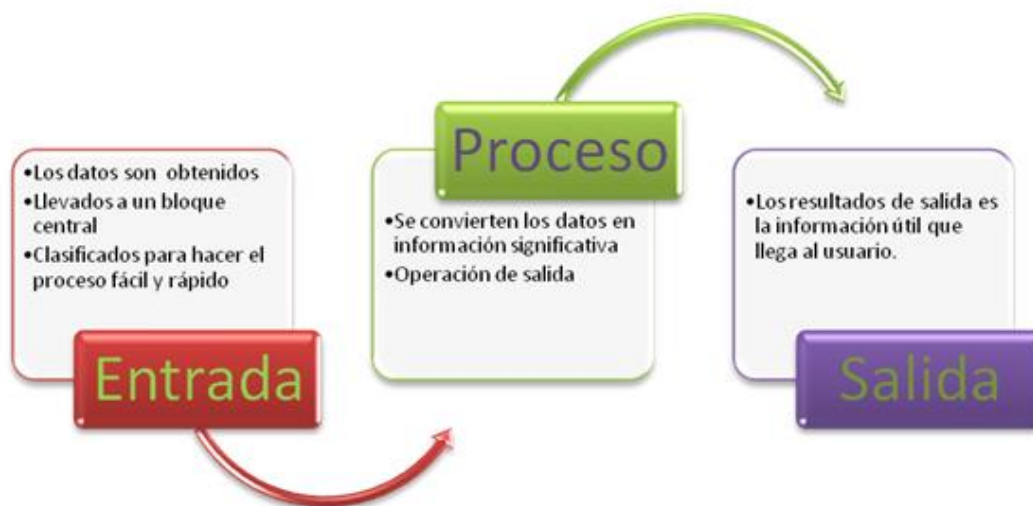 •Los datos son obtenidos
•Llevados a un bloque
central
•Clasificados para hacer el
proceso fácil y rápido
Entrada
Proceso
•Se convierten los datos en
información significativa
•Operación de salida
•Los resultados de salida es
la información útil que
llega al usuario.
Salida